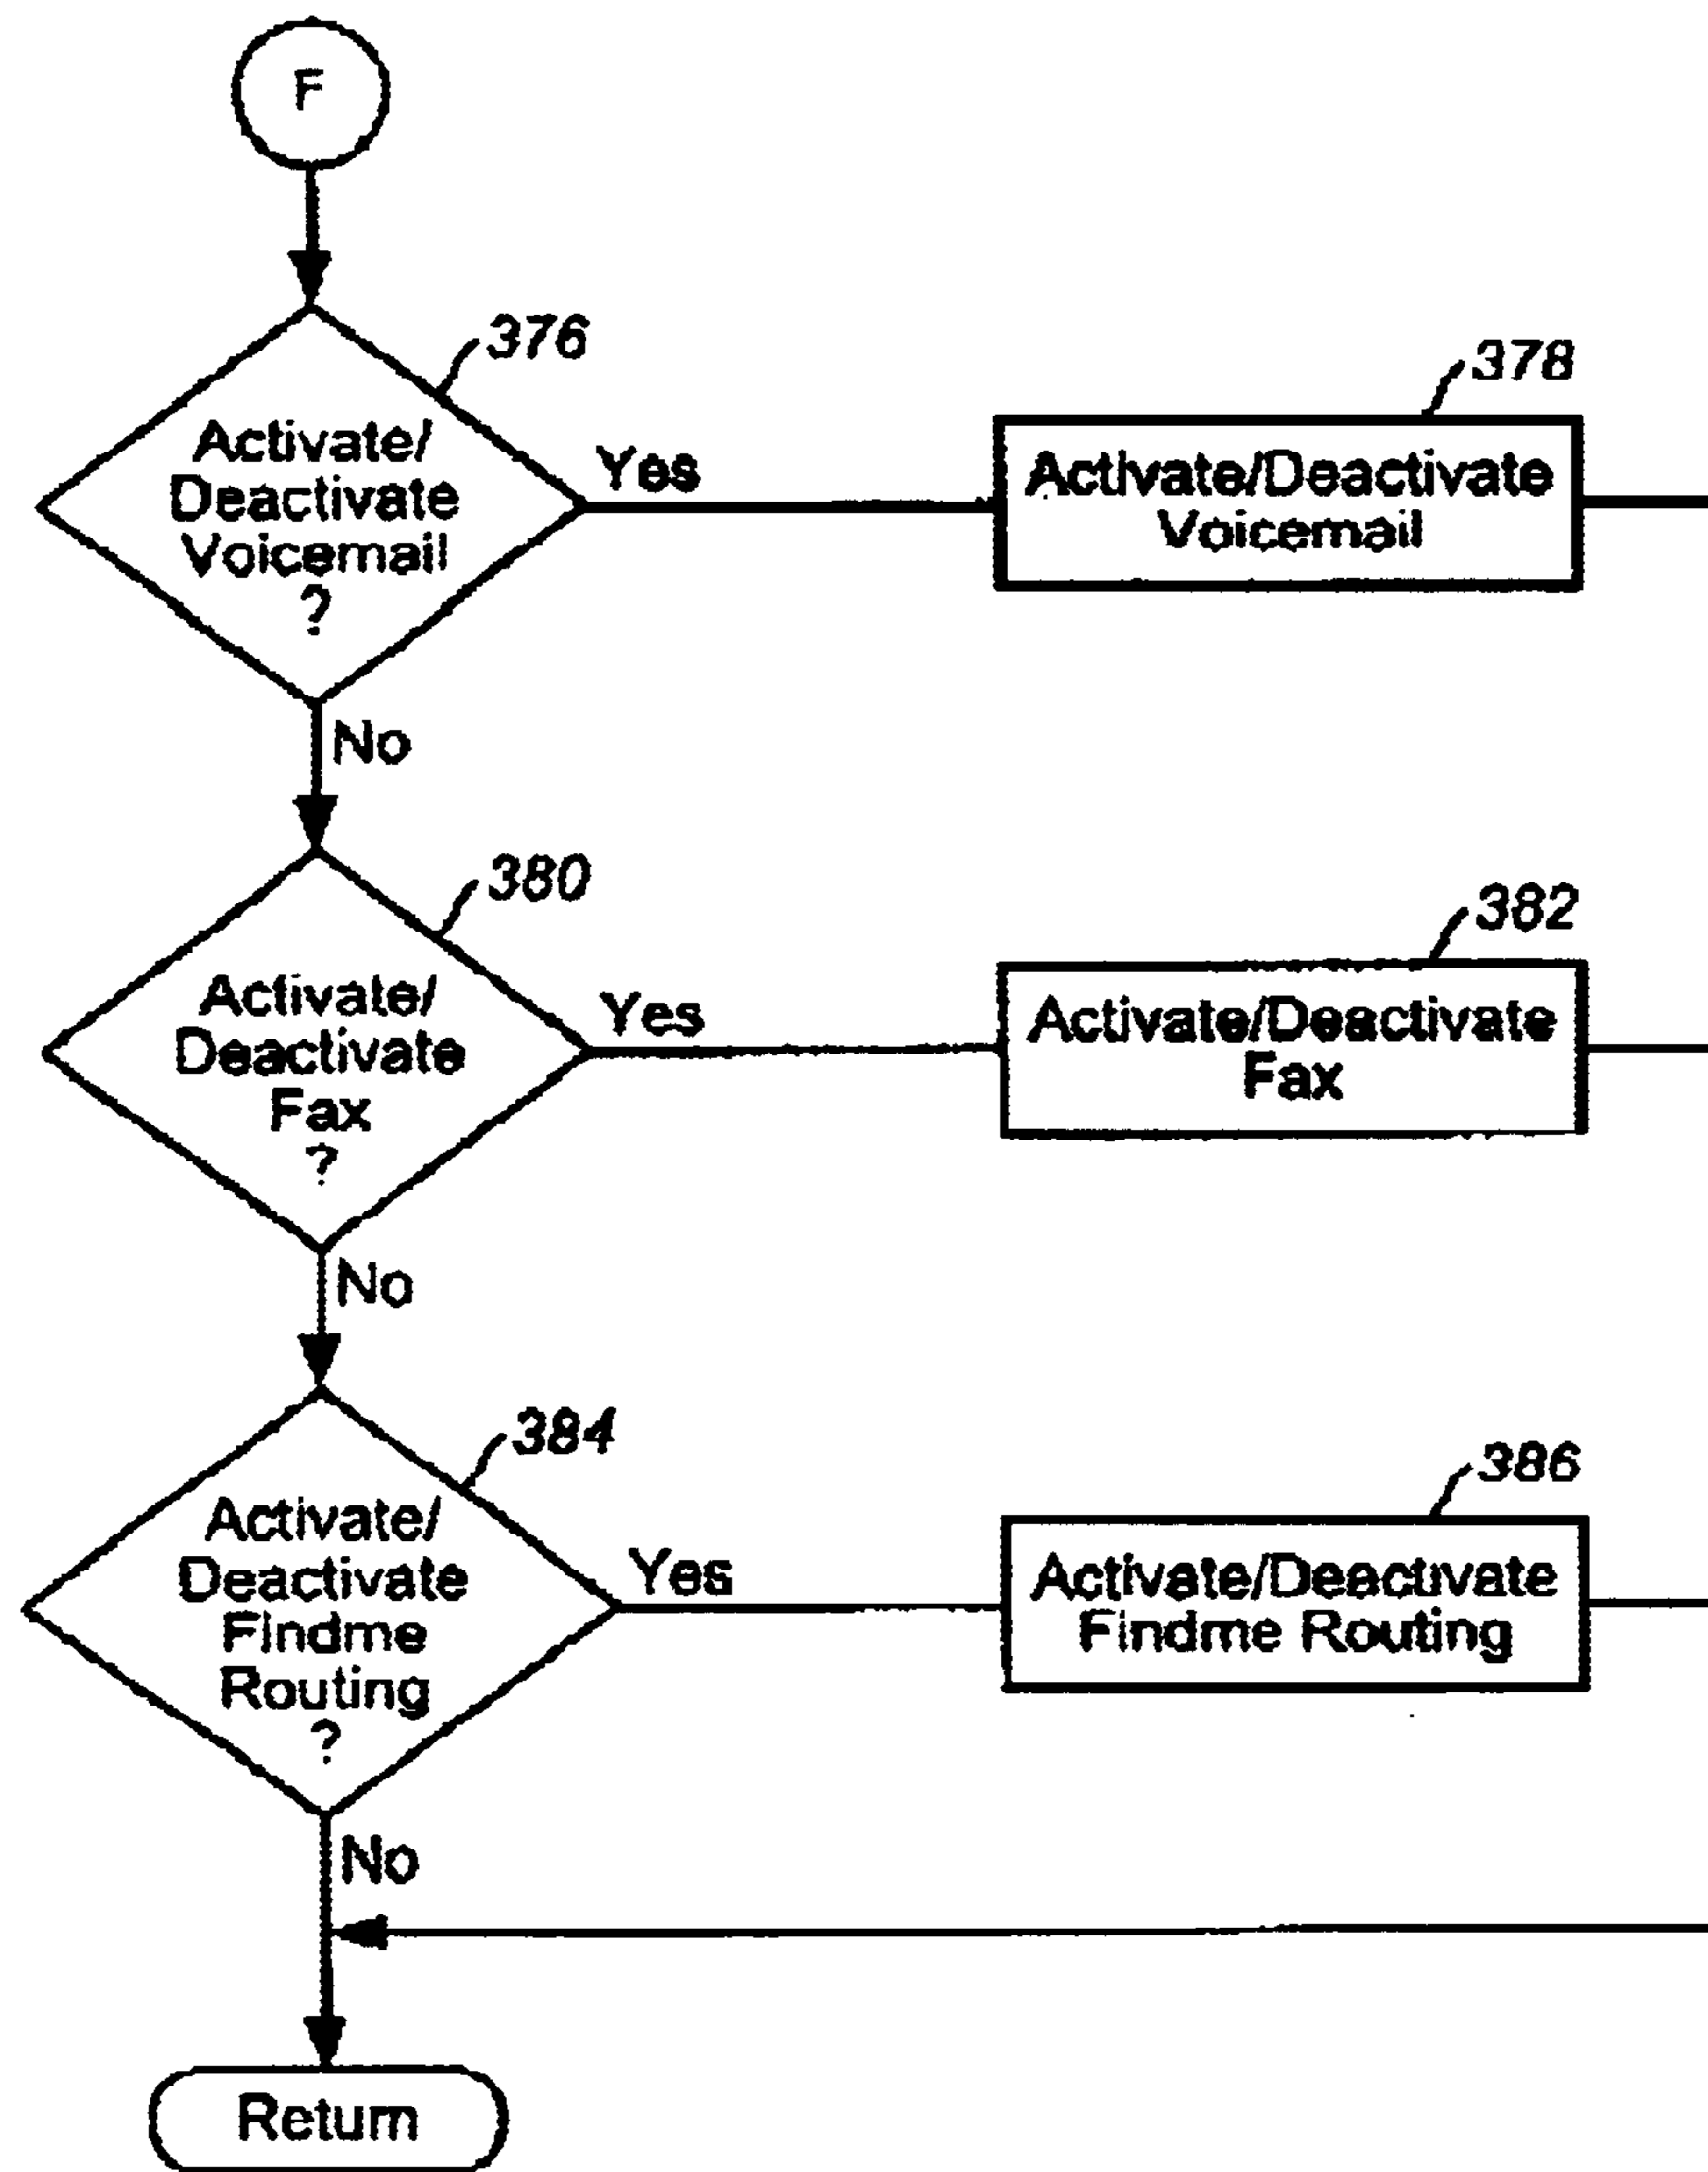 F
376
Activate/
Deactivate
Voicemail
?
Yes
378
Activate/Deactivate
Voicemail
No
380
Activate/
Deactivate
Fax
?
Yes
382
Activate/Deactivate
Fax
No
384
Activate/
Deactivate
Findme
Routing
?
Yes
386
Activate/Deactivate
Findme Routing
No
Return